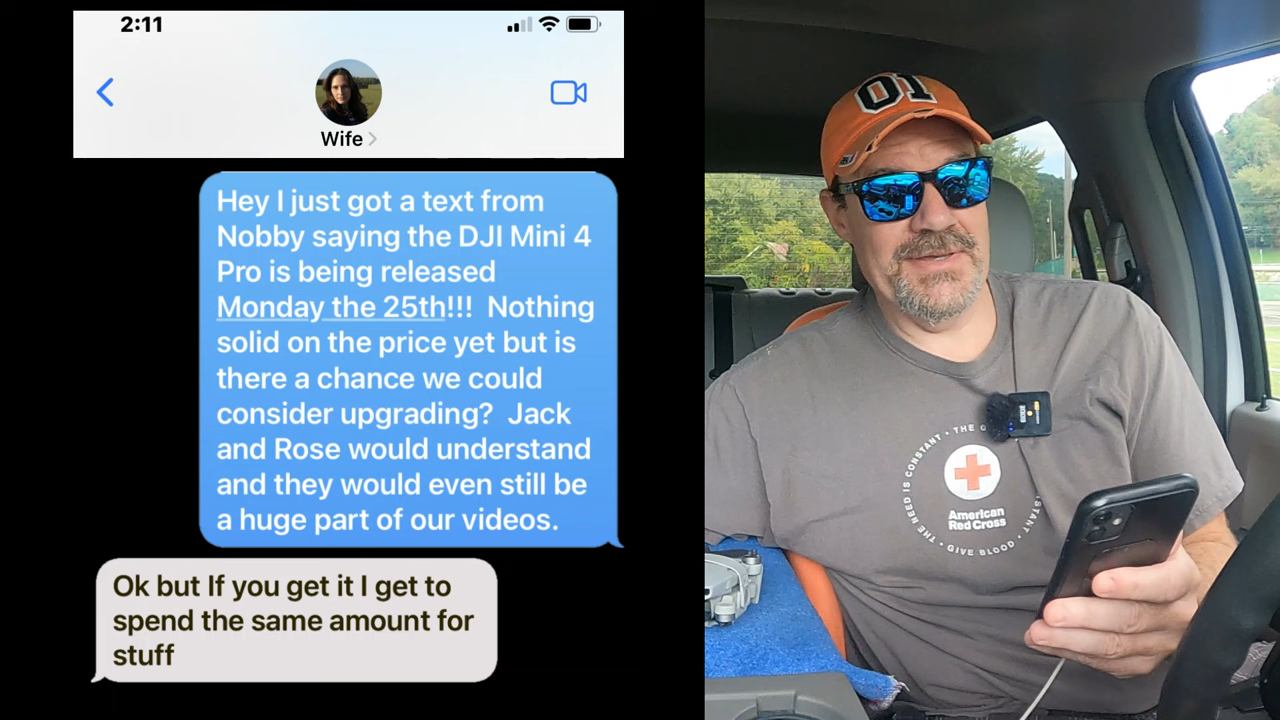 2:11
Wife
Hey I just got a text from
Nobby saying the DJI Mini 4
Pro is being released
Monday the 25th!!!  Nothing
solid on the price yet but is
there a chance we could
consider upgrading?  Jack
and Rose would understand
and they would even still be
a huge part of our videos.
Ok but If you get it I get to
spend the same amount for
stuff
01
THE NEED IS CONSTANT
American
Red Cross
GIVE BLOOD